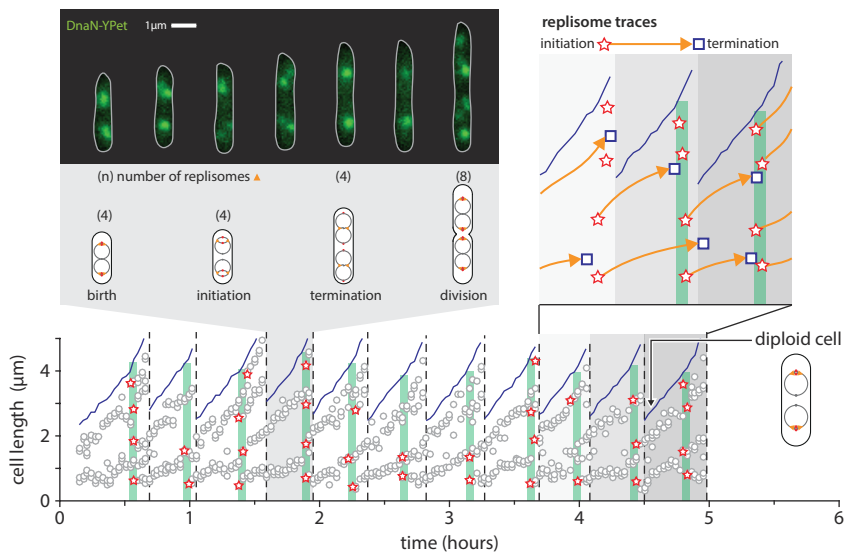 DnaN-YPet
1μm
replisome traces
initiation
termination
(n) number of replisomes
(4)
(8)
(4)
(4)
birth
initiation
termination
division
diploid cell
cell length (μm)
4
2
0
0
1
2
3
4
5
6
time (hours)